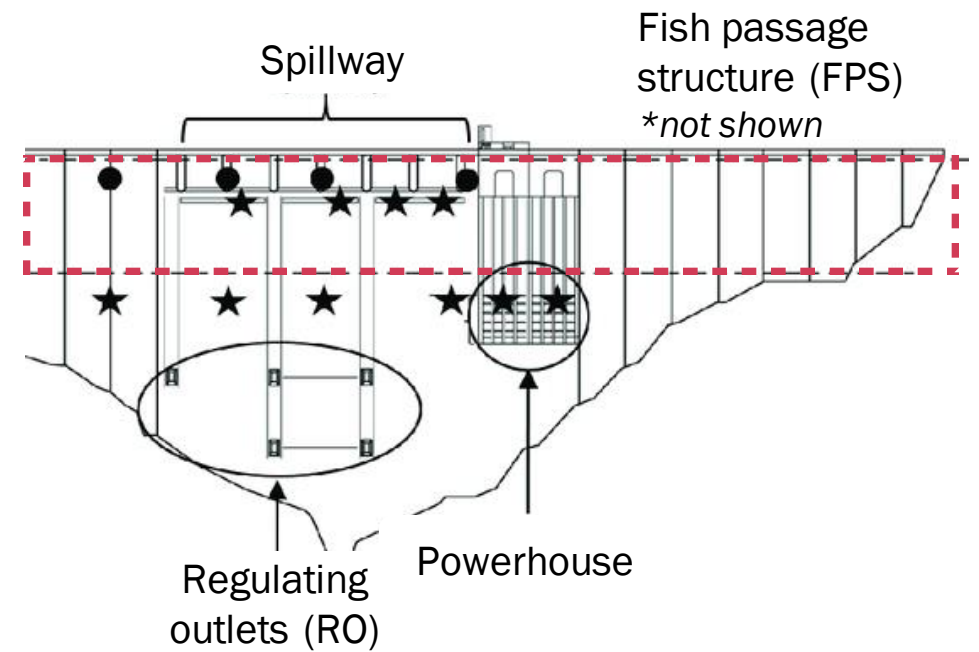 Spillway
Fish passage
structure (FPS)
*not shown
Regulating
outlets (RO)
Powerhouse